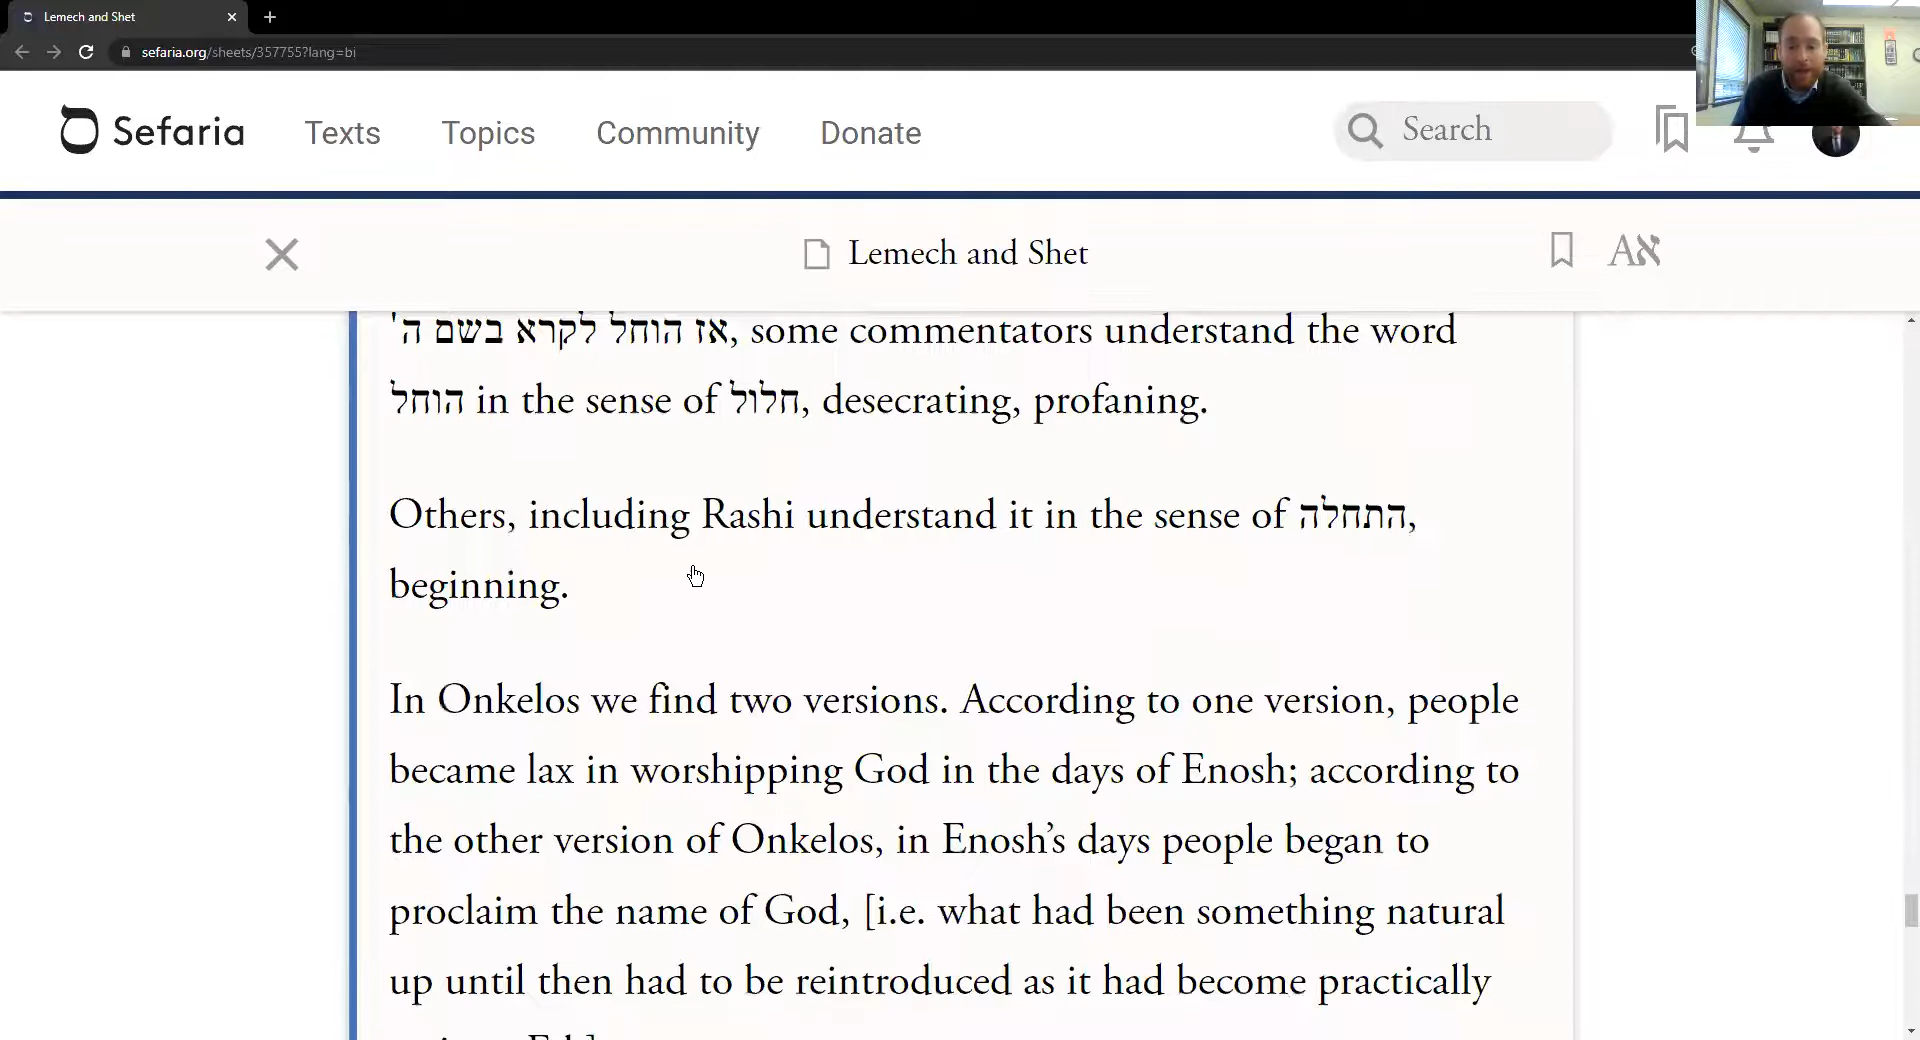 Lemech and Shet
sefaria.org/sheets/357755?lang=bi
Sefaria Texts Topics Community Donate Search
Lemech and Shet Aא
אז הוחל לקרא בשם ה', some commentators understand the word
הוחל in the sense of חלול, desecrating, profaning.
Others, including Rashi understand it in the sense of התחלה,
beginning.
In Onkelos we find two versions. According to one version, people
became lax in worshipping God in the days of Enosh; according to
the other version of Onkelos, in Enosh’s days people began to
proclaim the name of God, [i.e. what had been something natural
up until then had to be reintroduced as it had become practically